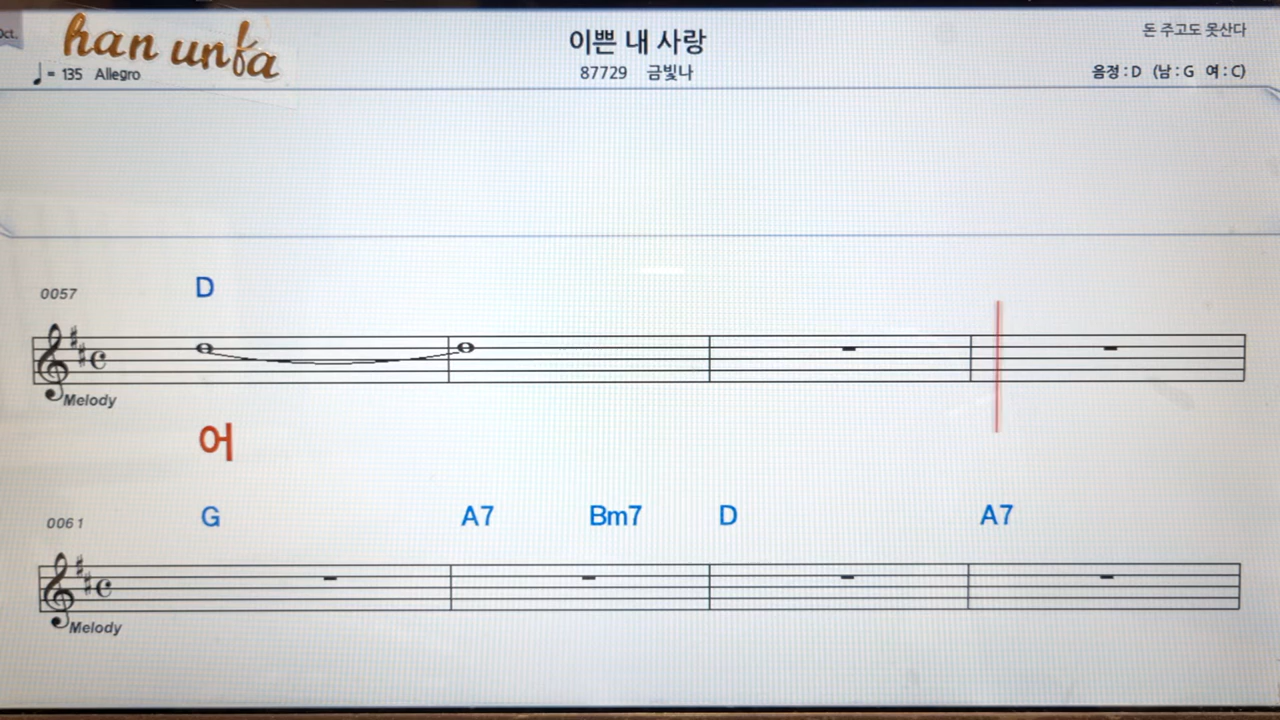 Oct.
han unfa
이쁜 내 사랑
돈 주고도 못산다
= 135 Allegro
87729 금빛나
음정 : D (남 : G 여 : C)
0057
D
Melody
어
0061
G A7 Bm7 D A7
Melody